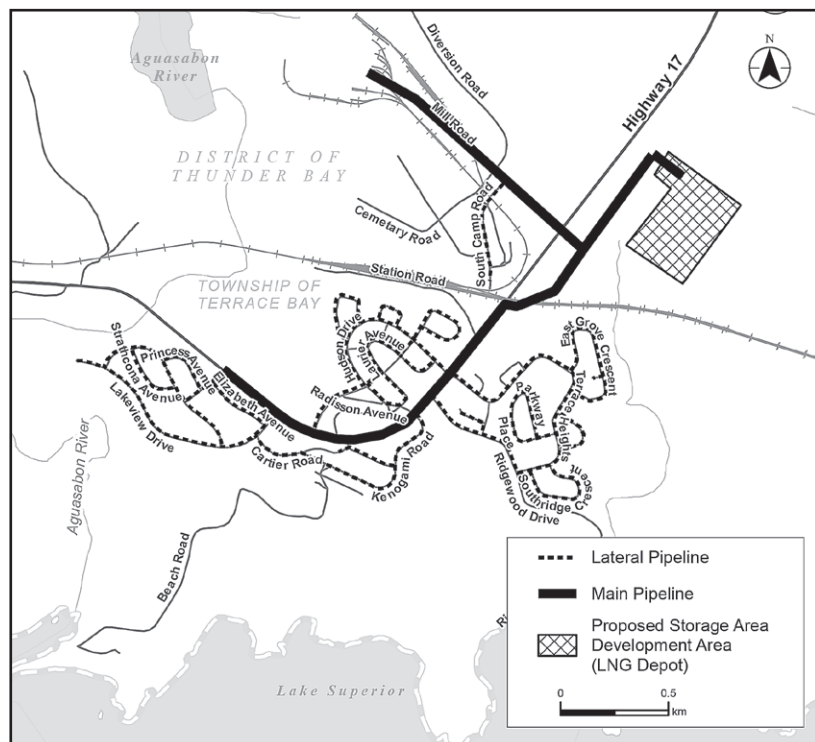 Aguasabon
River
Diversion Road
Highway 17
N
Mill Road
DISTRICT OF
THUNDER BAY
Cemetary Road
South Camp Road
Station Road
TOWNSHIP OF
TERRACE BAY
Hudson Drive
Laurier Avenue
East Grove Crescent
Strathcona Avenue
Princess Avenue
Elizabeth Avenue
Lakeview Drive
Radisson Avenue
Parkway
Terrace Heights
Place
Cartier Road
Kenogami Road
Ridgewood Drive
Southridge Crescent
Aguasabon River
Beach Road
Lake Superior
Lateral Pipeline
Main Pipeline
Proposed Storage Area
Development Area
(LNG Depot)
0 0.5
km